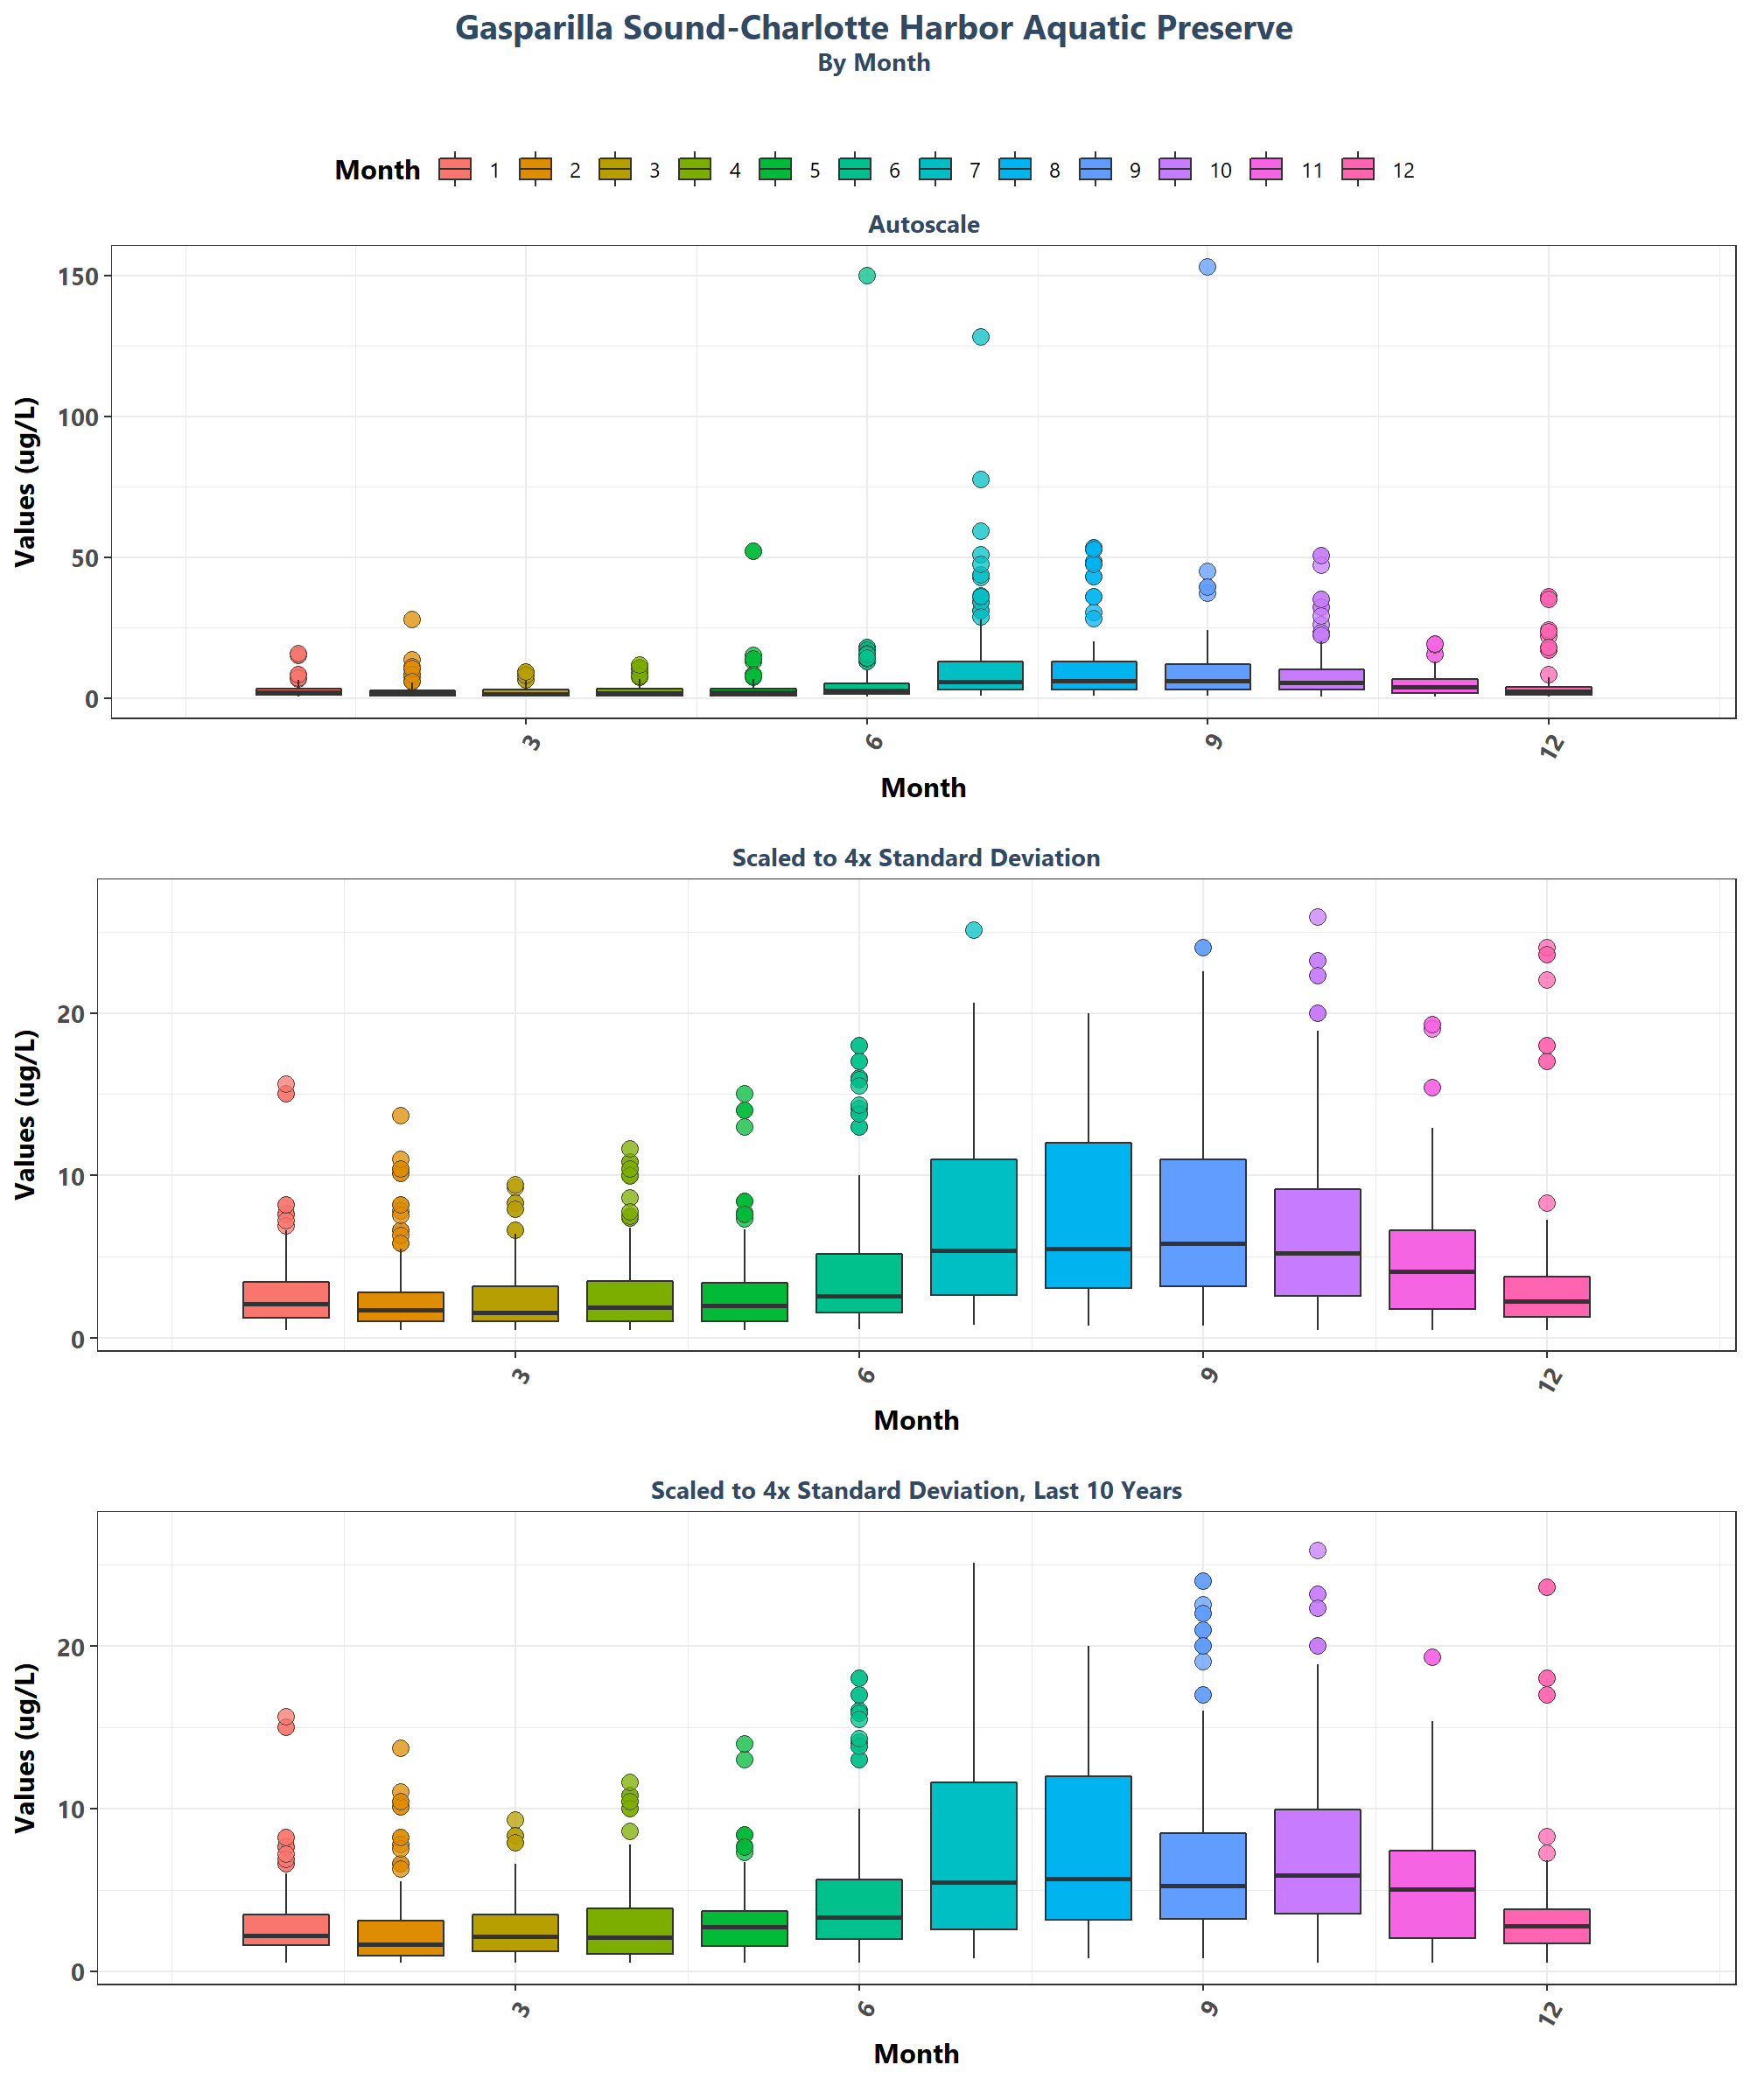 Gasparilla Sound-Charlotte Harbor Aquatic Preserve
By Month
Month 1 2 3 4 5 6 7 8 9 10 11 12
Autoscale
Values (ug/L)
150
100
50
0
3 6 9 12
Month
Scaled to 4x Standard Deviation
Values (ug/L)
20
10
0
3 6 9 12
Month
Scaled to 4x Standard Deviation, Last 10 Years
Values (ug/L)
20
10
0
3 6 9 12
Month